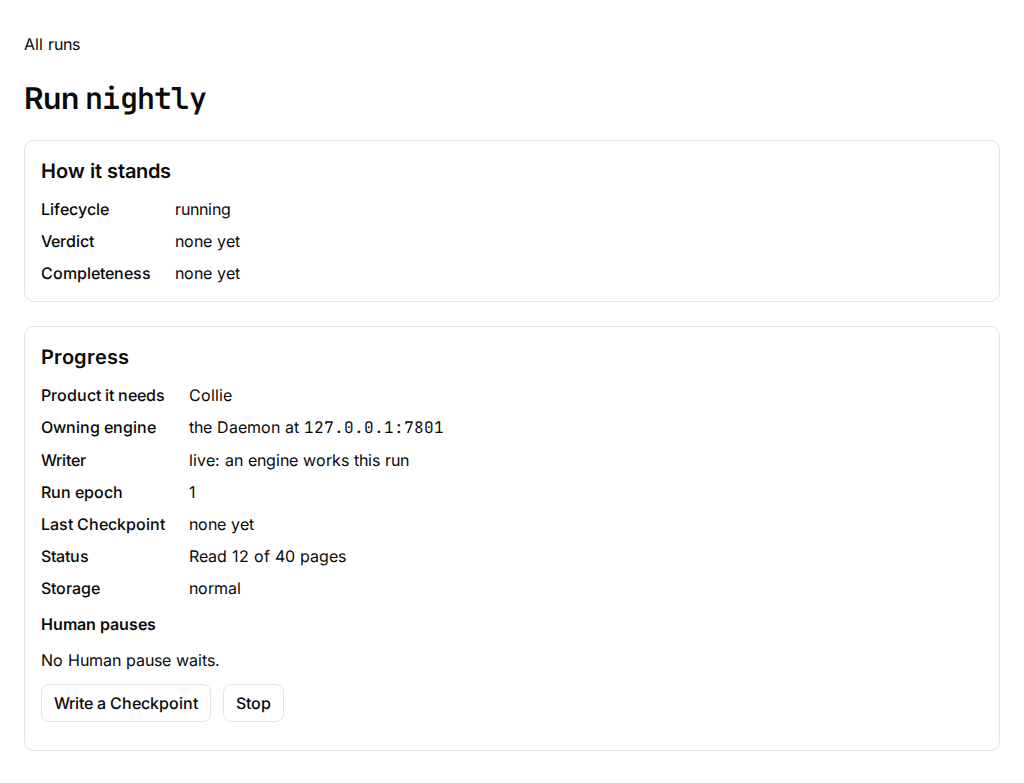 All runs
Run nightly
How it stands
Lifecycle running
Verdict none yet
Completeness none yet
Progress
Product it needs Collie
Owning engine the Daemon at 127.0.0.1:7801
Writer live: an engine works this run
Run epoch 1
Last Checkpoint none yet
Status Read 12 of 40 pages
Storage normal
Human pauses
No Human pause waits.
Write a Checkpoint Stop